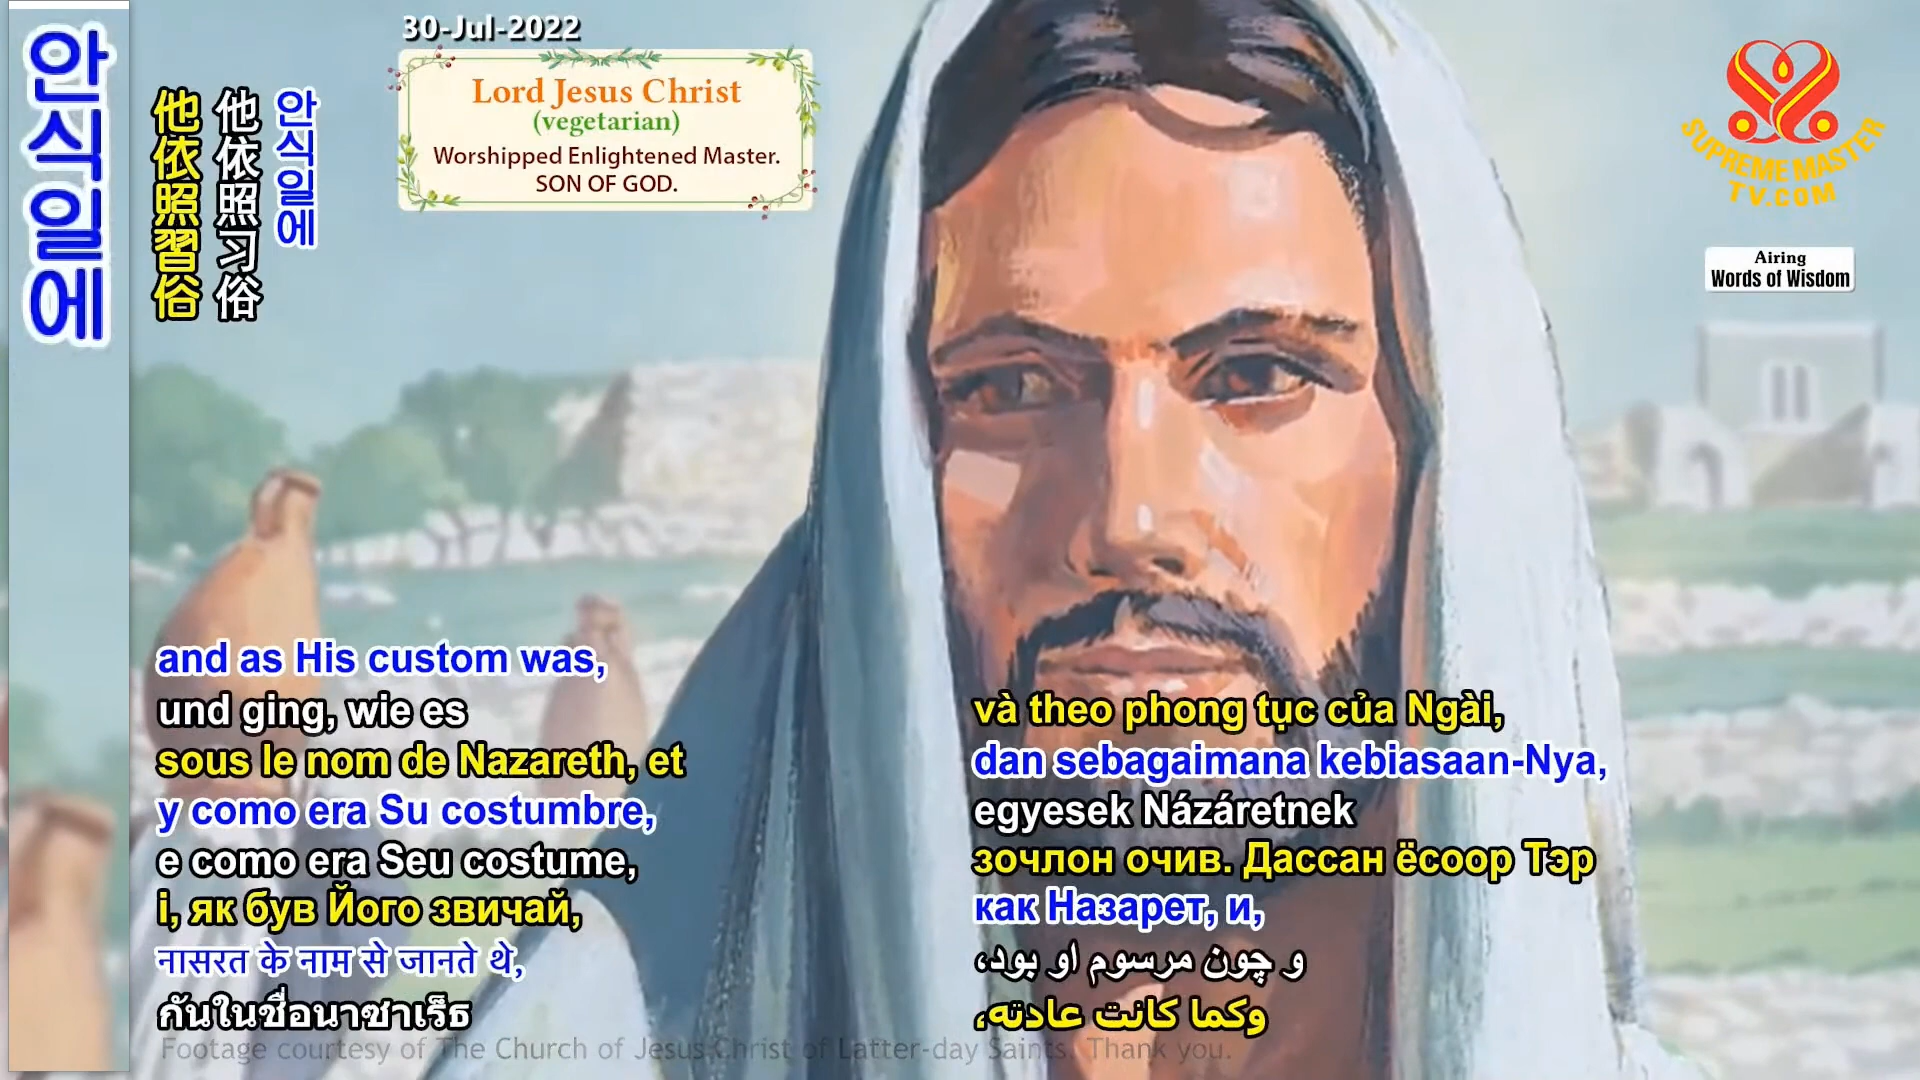 안식일에
他依照習俗
他依照习俗
안식일에
30-Jul-2022
Lord Jesus Christ
(vegetarian)
Worshipped Enlightened Master.
SON OF GOD.
SUPREME MASTER
TV.COM
Airing
Words of Wisdom
and as His custom was,
und ging, wie es
sous le nom de Nazareth, et
y como era Su costumbre,
e como era Seu costume,
і, як був Його звичай,
नासरत के नाम से जानते थे,
กันในชื่อนาซาเร็ธ
và theo phong tục của Ngài,
dan sebagaimana kebiasaan-Nya,
egyesek Názáretnek
зочлон очив. Дассан ёсоор Тэр
как Назарет, и,
و چون مرسوم او بود،
وكما كانت عادته،
Footage courtesy of The Church of Jesus Christ of Latter-day Saints. Thank you.